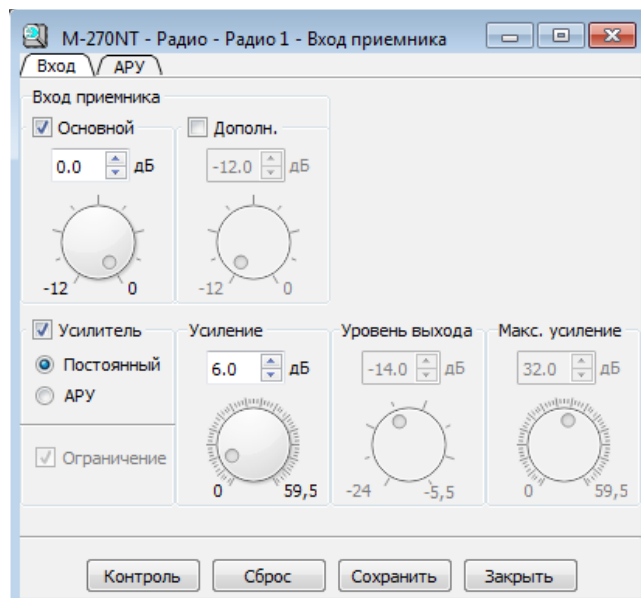 M-270NT - Радио - Радио 1 - Вход приемника
Вход АРУ
Вход приемника
Основной Дополн.
0.0 дБ -12.0 дБ
-12 0 -12 0
Усилитель Усиление Уровень выхода Макс. усиление
Постоянный 6.0 дБ -14.0 дБ 32.0 дБ
АРУ
Ограничение
0 59,5 -24 -5,5 0 59,5
Контроль Сброс Сохранить Закрыть